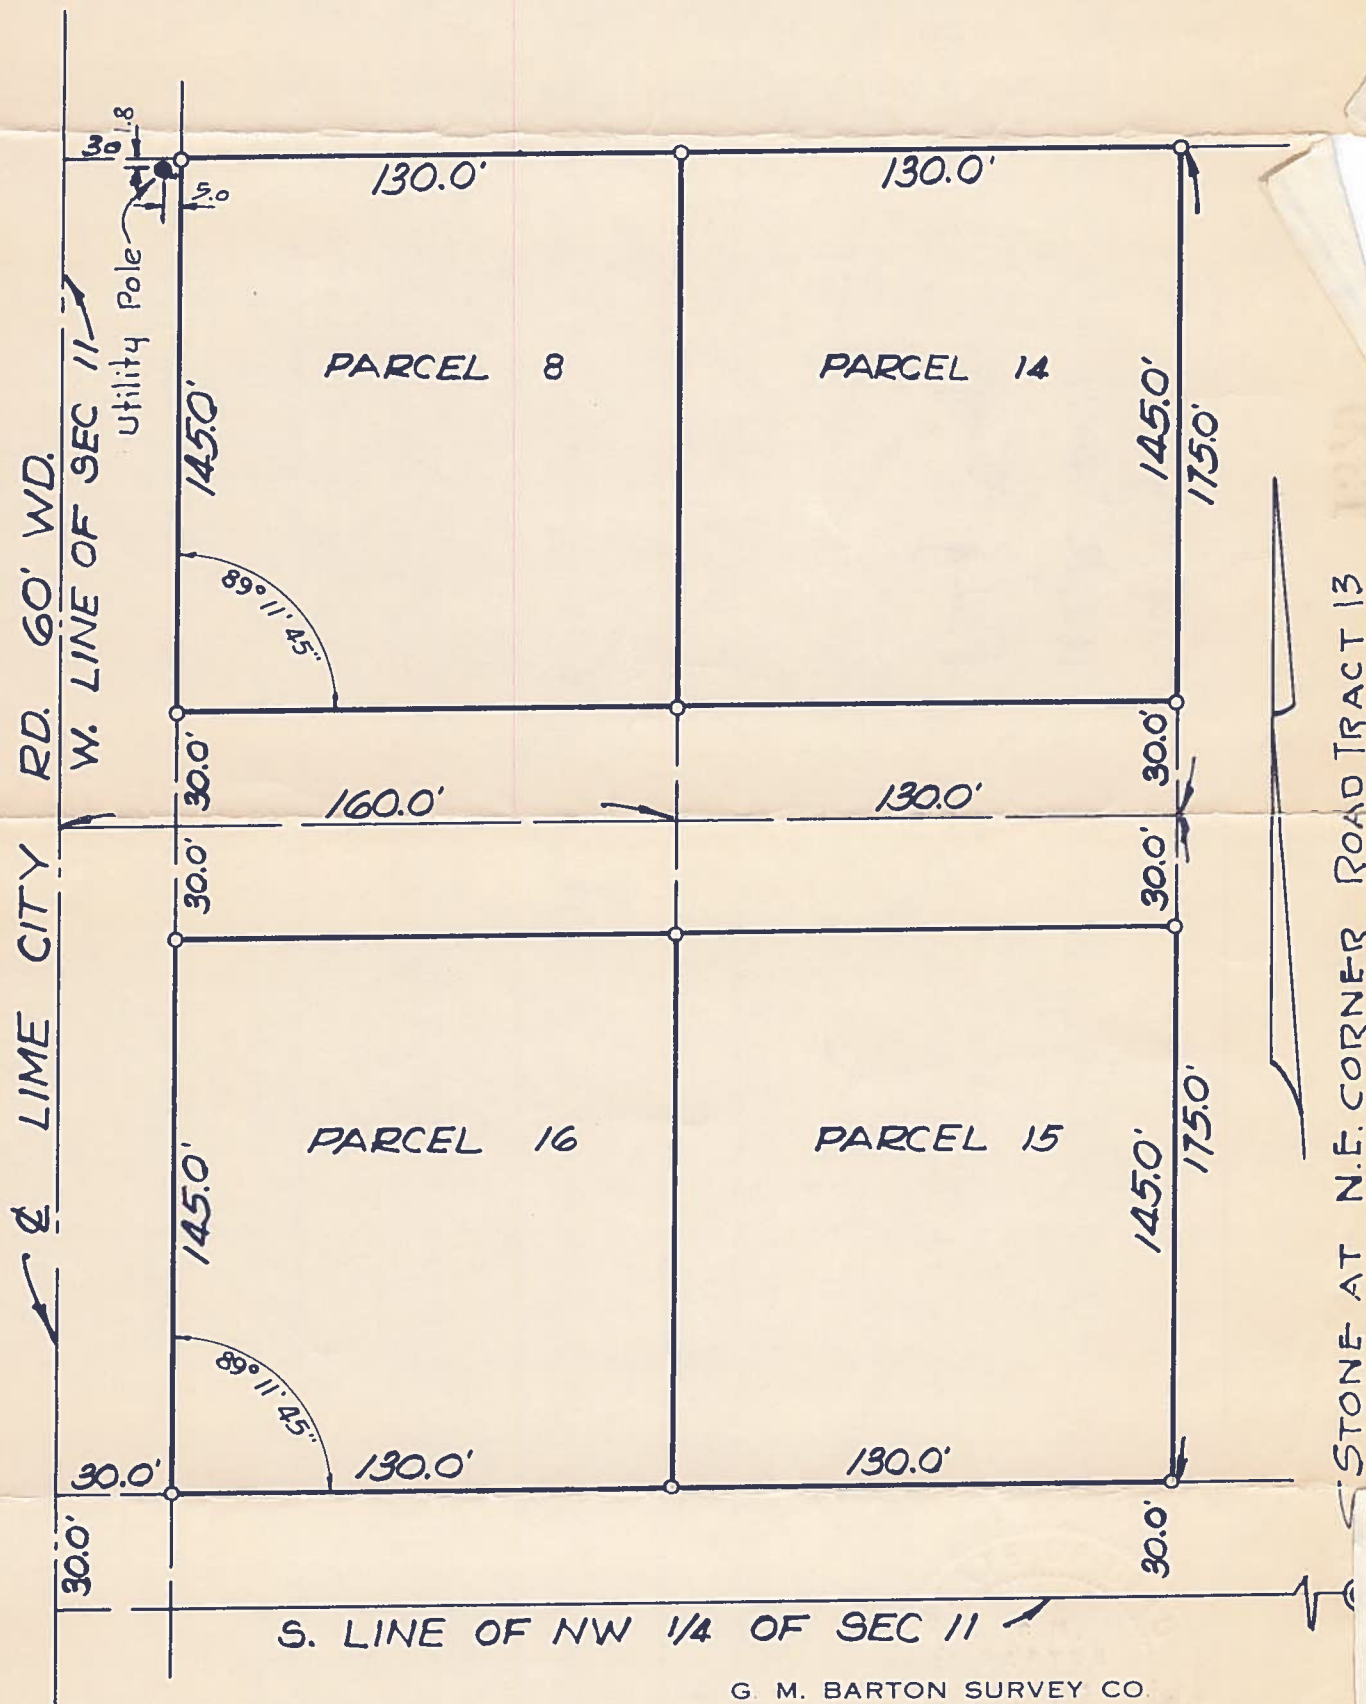 1.8
30
130.0'
130.0'
5.0
Utility Pole
PARCEL 8
PARCEL 14
145.0'
145.0'
175.0'
89° 11' 45"
℄ LIME CITY RD. 60' WD.
W. LINE OF SEC 11
30.0'
30.0'
160.0'
130.0'
30.0'
30.0'
PARCEL 16
PARCEL 15
145.0'
145.0'
175.0'
89° 11' 45"
30.0'
130.0'
130.0'
30.0'
30.0'
STONE AT N.E. CORNER ROAD TRACT 13
S. LINE OF NW 1/4 OF SEC 11
G. M. BARTON SURVEY CO.